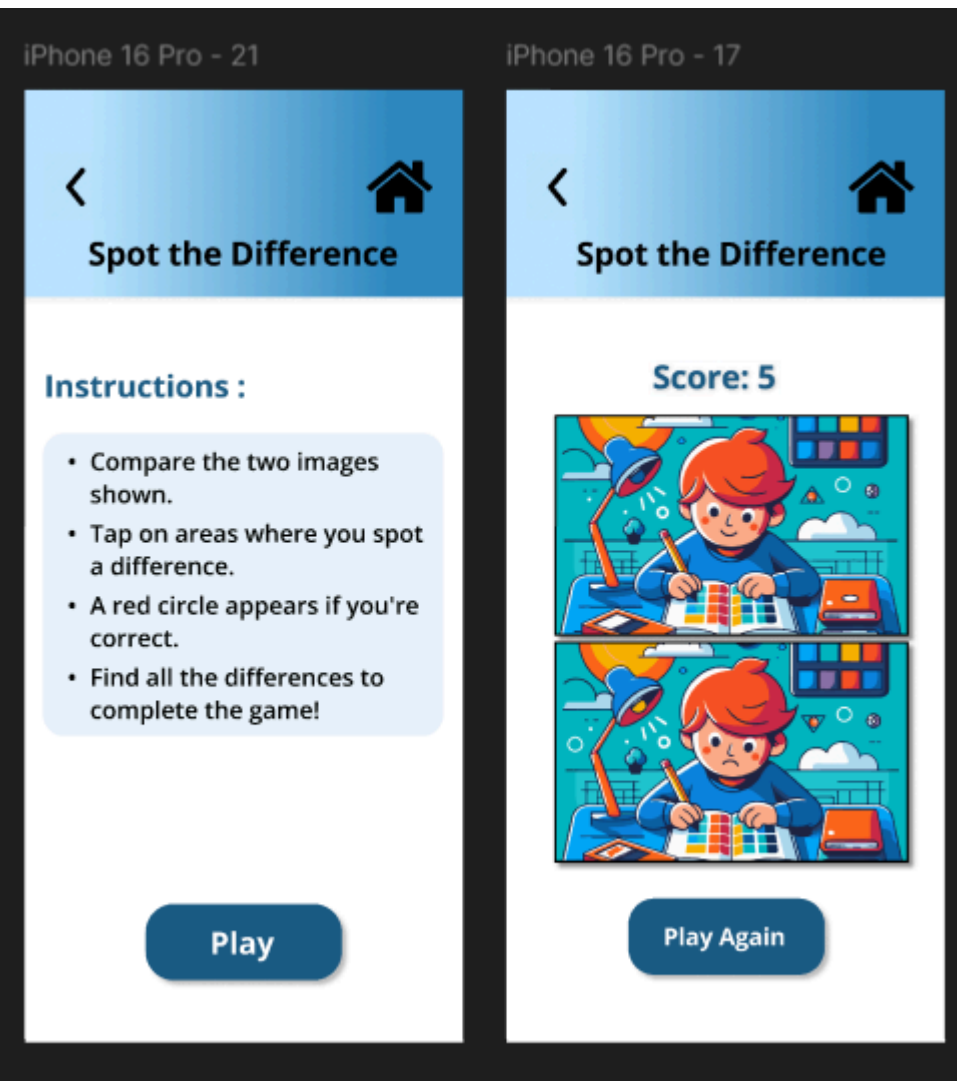 iPhone 16 Pro - 21
Spot the Difference
Instructions :
• Compare the two images
shown.
• Tap on areas where you spot
a difference.
• A red circle appears if you're
correct.
• Find all the differences to
complete the game!
Play
iPhone 16 Pro - 17
Spot the Difference
Score: 5
Play Again